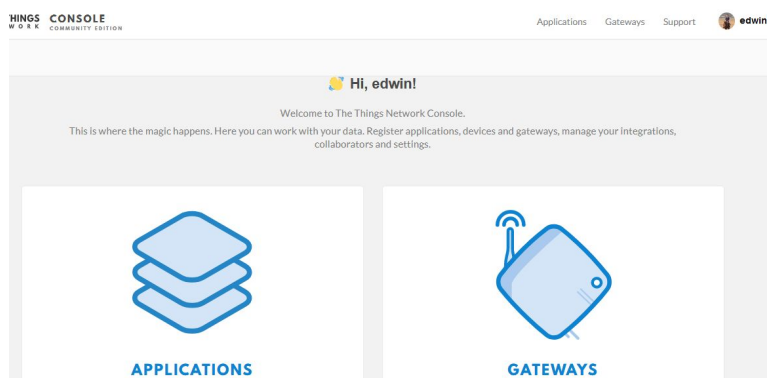 THINGS CONSOLE
WORK COMMUNITY EDITION
Applications Gateways Support edwin
Hi, edwin!
Welcome to The Things Network Console.
This is where the magic happens. Here you can work with your data. Register applications, devices and gateways, manage your integrations,
collaborators and settings.
APPLICATIONS
GATEWAYS